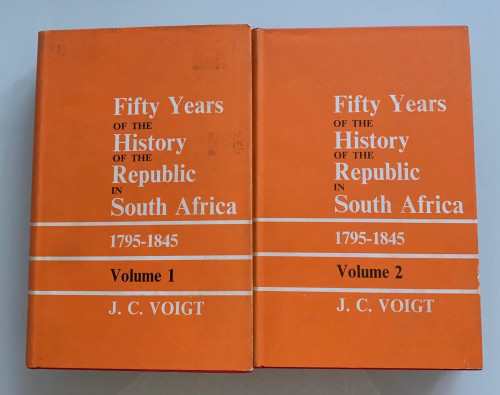 Fifty Years
OF THE
History
OF THE
Republic
IN
South Africa
1795-1845
Volume 1
J. C. VOIGT
Fifty Years
OF THE
History
OF THE
Republic
IN
South Africa
1795-1845
Volume 2
J. C. VOIGT